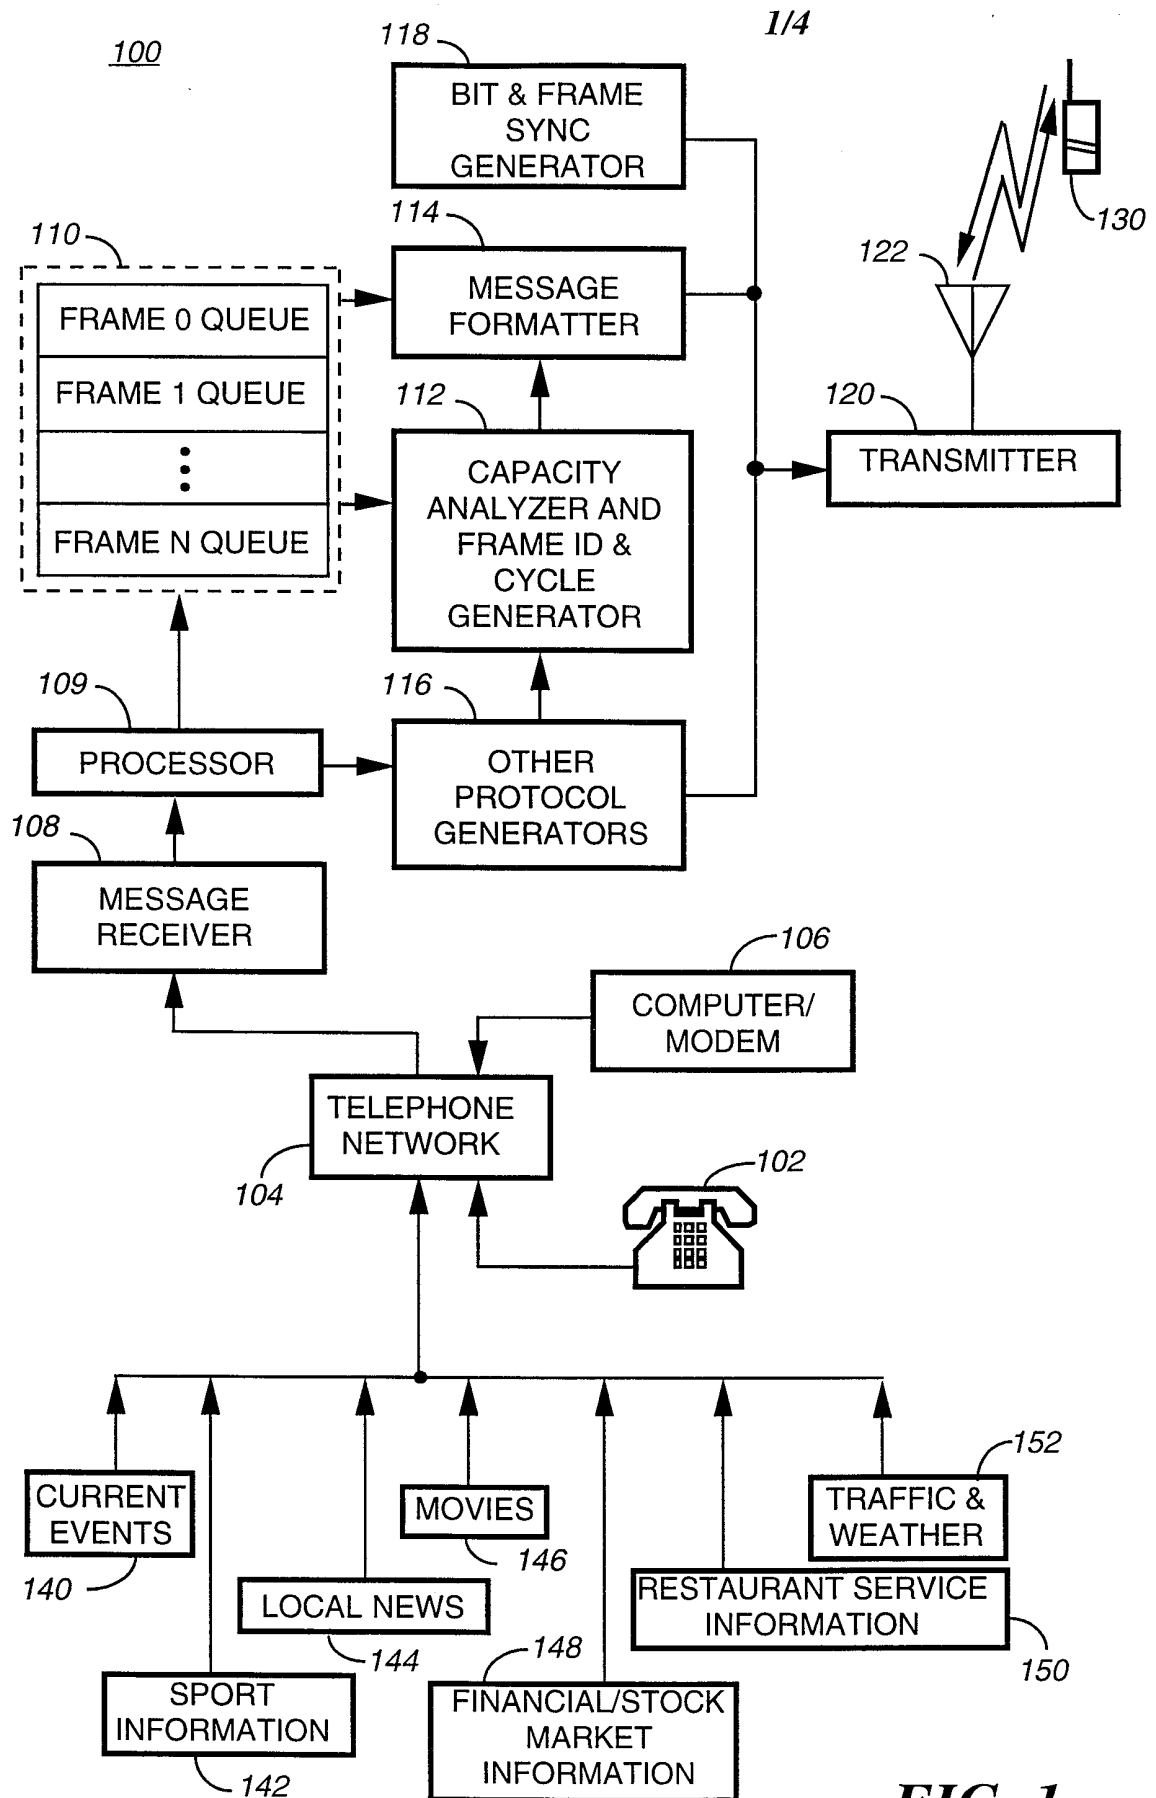 1/4
100
118
BIT & FRAME
SYNC
GENERATOR
130
110
114
122
FRAME 0 QUEUE
FRAME 1 QUEUE
FRAME N QUEUE
MESSAGE
FORMATTER
112
CAPACITY
ANALYZER AND
FRAME ID &
CYCLE
GENERATOR
120
TRANSMITTER
109
PROCESSOR
116
OTHER
PROTOCOL
GENERATORS
108
MESSAGE
RECEIVER
106
COMPUTER/
MODEM
TELEPHONE
NETWORK
104
102
CURRENT
EVENTS
140
MOVIES
146
152
TRAFFIC &
WEATHER
LOCAL NEWS
144
RESTAURANT SERVICE
INFORMATION
150
SPORT
INFORMATION
142
148
FINANCIAL/STOCK
MARKET
INFORMATION
FIG. 1